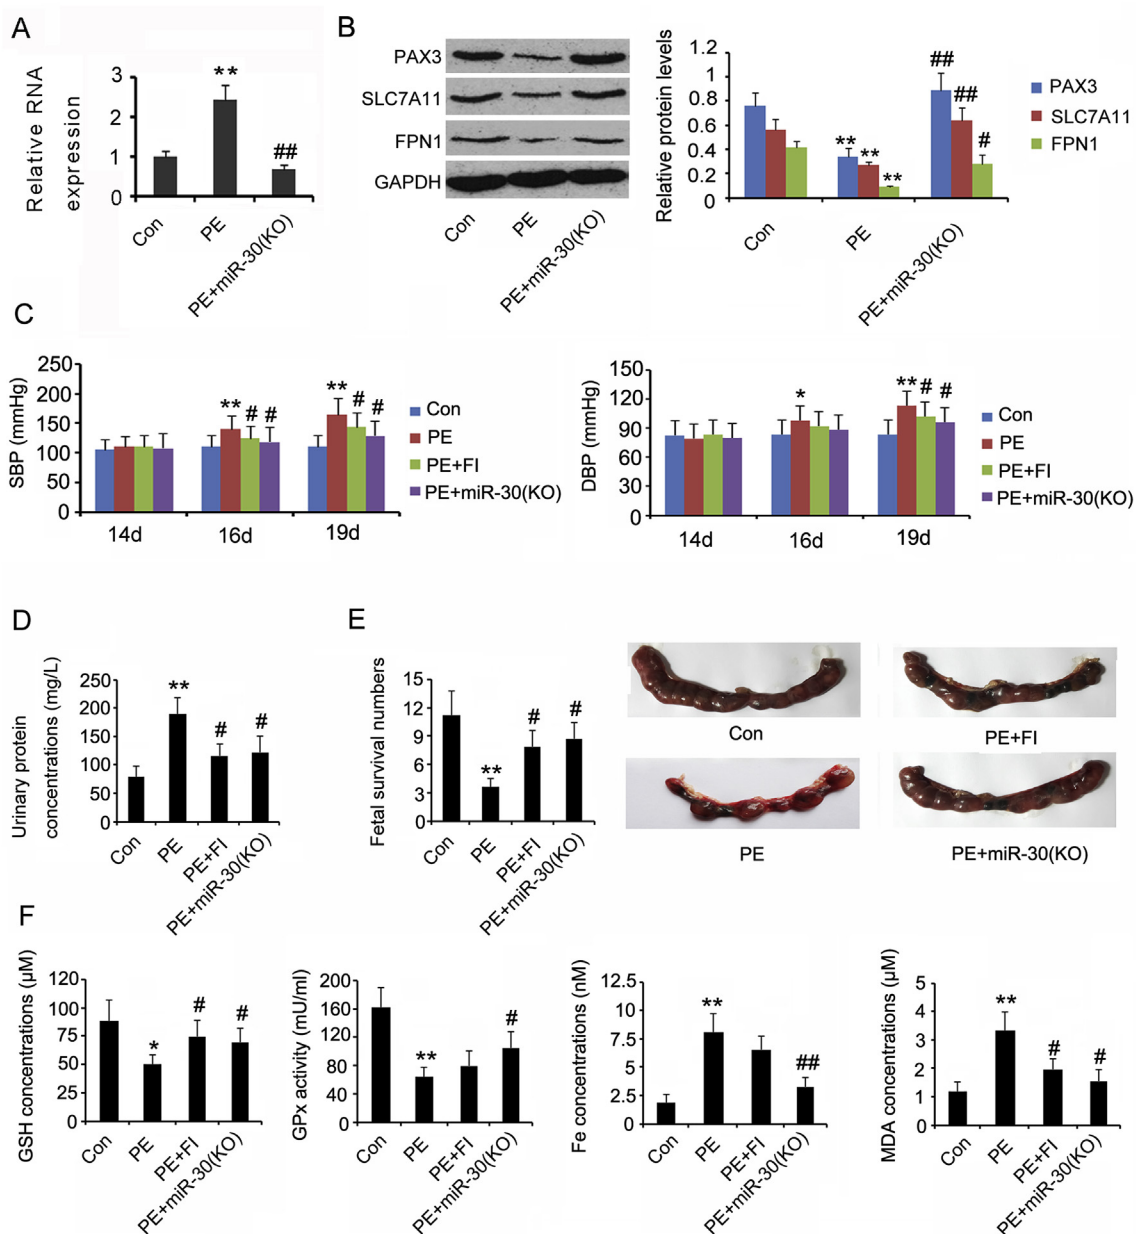 A
Relative RNA
expression
3
2
1
0
**
##
Con
PE
PE+miR-30(KO)
B
PAX3
SLC7A11
FPN1
GAPDH
Con
PE
PE+miR-30(KO)
Relative protein levels
1.2
1
0.8
0.6
0.4
0.2
0
** ** **
## ## #
Con
PE
PE+miR-30(KO)
PAX3
SLC7A11
FPN1
C
SBP (mmHg)
250
200
150
100
50
0
** # #
** # #
14d
16d
19d
Con
PE
PE+FI
PE+miR-30(KO)
DBP (mmHg)
150
120
90
60
30
0
*
** # #
14d
16d
19d
Con
PE
PE+FI
PE+miR-30(KO)
D
Urinary protein
concentrations (mg/L)
250
200
150
100
50
0
**
#
#
Con
PE
PE+FI
PE+miR-30(KO)
E
Fetal survival numbers
15
12
9
6
3
0
**
#
#
Con
PE
PE+FI
PE+miR-30(KO)
Con
PE+FI
PE
PE+miR-30(KO)
F
GSH concentrations (μM)
120
100
75
50
25
0
*
#
#
Con
PE
PE+FI
PE+miR-30(KO)
GPx activity (mU/ml)
200
160
120
80
40
0
**
#
Con
PE
PE+FI
PE+miR-30(KO)
Fe concentrations (nM)
12.5
10
7.5
5
2.5
0
**
##
Con
PE
PE+FI
PE+miR-30(KO)
MDA concentrations (μM)
5
4
3
2
1
0
**
#
#
Con
PE
PE+FI
PE+miR-30(KO)